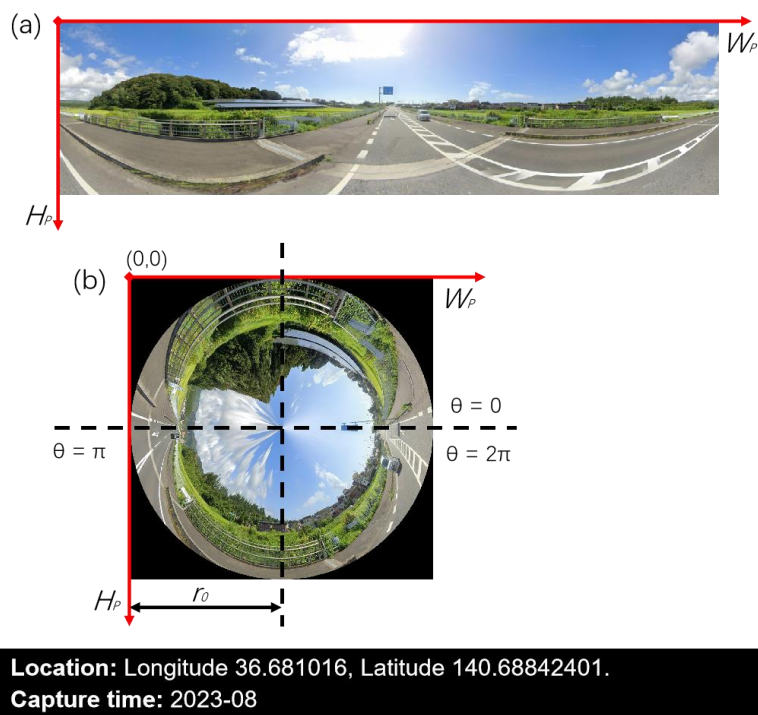 (a)
W_P
H_P
(b)
(0,0)
W_P
θ = 0
θ = π
θ = 2π
H_P
r_0
Location: Longitude 36.681016, Latitude 140.68842401.
Capture time: 2023-08